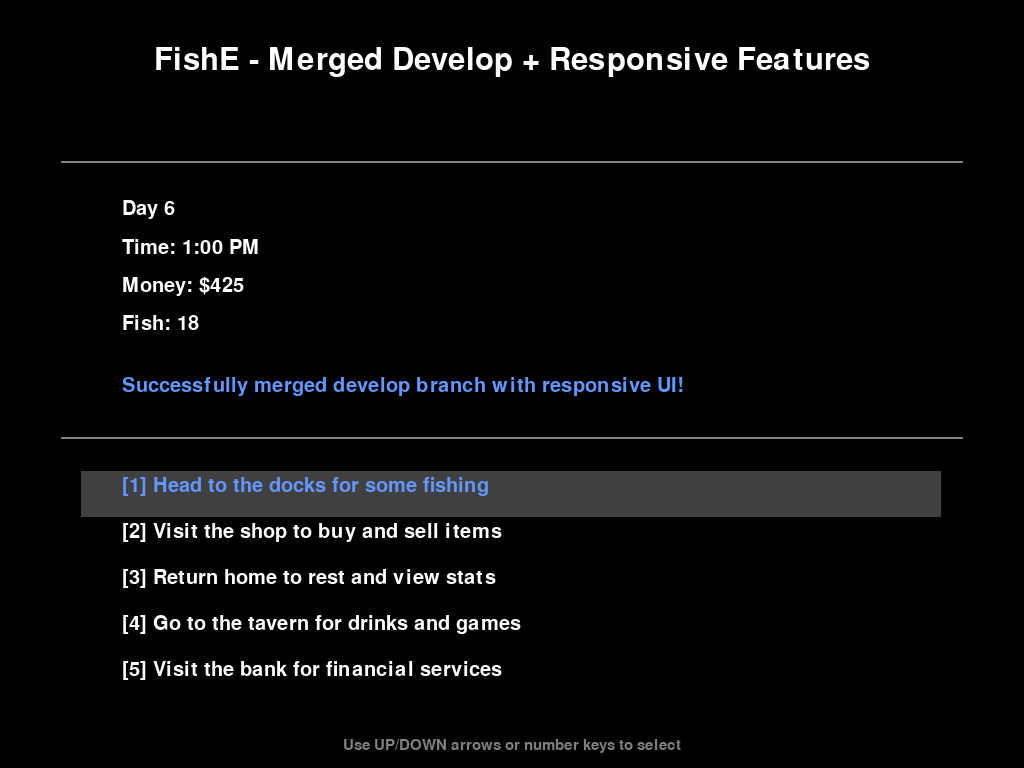 FishE - Merged Develop + Responsive Features
Day 6
Time: 1:00 PM
Money: $425
Fish: 18
Successfully merged develop branch with responsive UI!
[1] Head to the docks for some fishing
[2] Visit the shop to buy and sell items
[3] Return home to rest and view stats
[4] Go to the tavern for drinks and games
[5] Visit the bank for financial services
Use UP/DOWN arrows or number keys to select